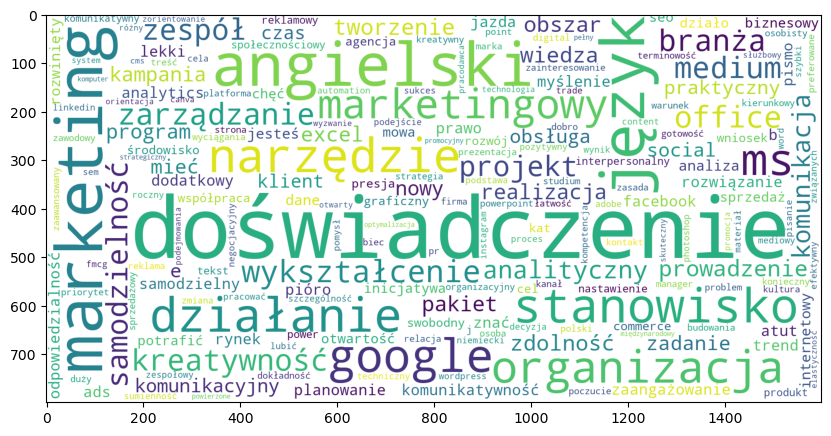 0
100
200
300
400
500
600
700
0 200 400 600 800 1000 1200 1400
komunikatywny zorientowanie
różny
zespół
reklamowy
czas
tworzenie
jazda
point
obszar
seo
działo
biznesowy
osobisty
rozwinięty
marketing
system
cms
treść
cela
lekki
społecznościowy
agencja
kreatywny
marka
digital
pełny
wiedza
zainteresowanie
język
branża
terminowość
służbowy
medium
pismo
szybki
preferowane
komputer
kampania
angielski
pracodawca
myślenie
praktyczny
analytics
platforma
chęć
automation
sukces
technologia
trade
warunek
kierunkowy
linkedin
orientacja
canva
zarządzanie
wyzwanie
podejście
marketingowy
dobro
content
office
gotowość
word
zawodowy
program
strona
wyciągania
jesteś
excel
mowa
promocyjny
prawo
rozwój
pozytywny
obsługa
wynik
wniosek
b
komunikacja
związanych
strategiczny
środowisko
sem
mieć
narzędzie
strategia
prezentacja
podstawa
projekt
studium
interpersonalny
social
analiza
ms
rozwiązanie
zaawansowany
samodzielność
dodatkowy
klient
presja
nowy
realizacja
zasada
roczny
współpraca
dane
otwarty
graficzny
firma
powerpoint
łatwość
adobe
facebook
sprzedaż
pisanie
doświadczenie
podejmowania
negocjacyjny
pomysł
optymalizacja
biec
pr
instagram
proces
kat
kompetencja
kontakt
skuteczny
photoshop
promocja
materiał
mediowy
efektywny
odpowiedzialność
fmcg
reklama
priorytet
sprzedażowy
e
tekst
samodzielny
wykształcenie
pióro
inicjatywa
organizacyjny
analityczny
cel
kanał
nastawienie
manager
prowadzenie
problem
konieczny
kultura
zmiana
pracować
szczególność
działanie
pakiet
stanowisko
swobodny
j
znać
decyzja
polski
commerce
budowania
atut
internetowy
elastyczność
potrafić
rynek
lubić
power
otwartość
relacja
osoba
niemiecki
zdolność
międzynarodowy
zadanie
trend
duży
kreatywność
zespołowy
dokładność
google
techniczny
wordpress
organizacja
ads
sumienność
komunikacyjny
powierzone
planowanie
komunikatywność
poczucie
zaangażowanie
produkt